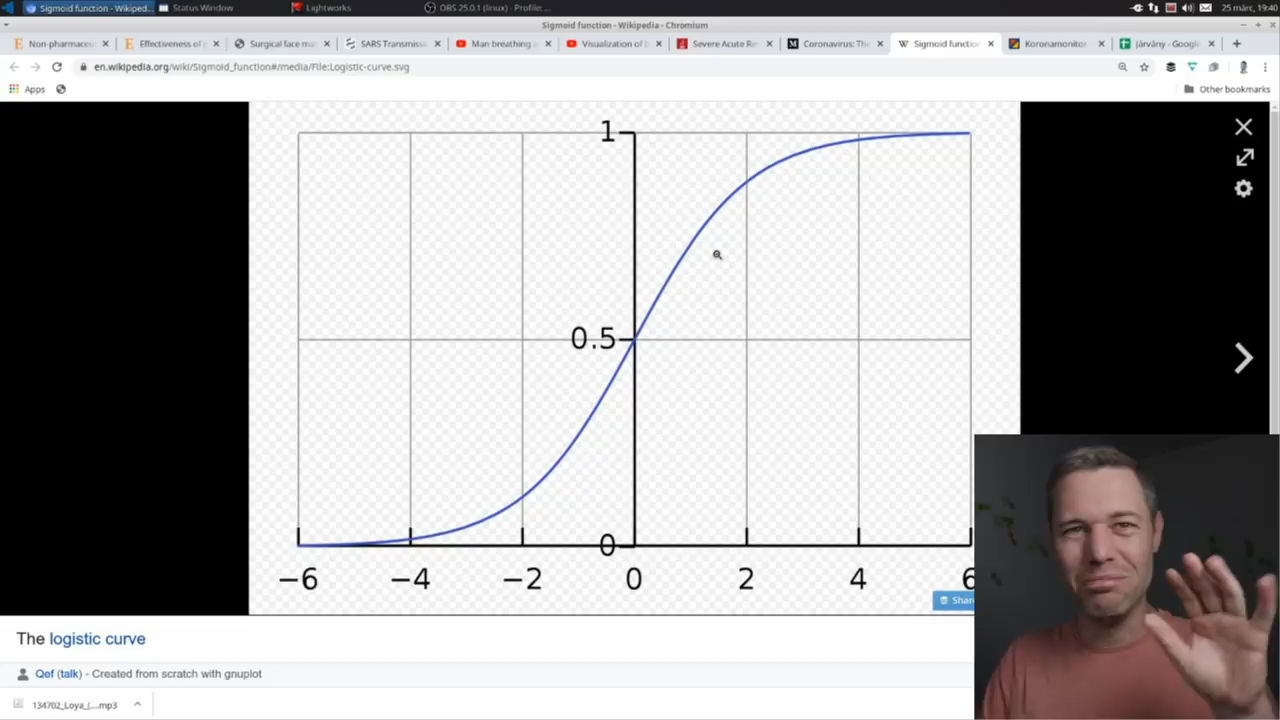 Sigmoid function - Wikiped...
Status Window
Lightworks
OBS 25.0.1 (linux) - Profile: ...
25 márc, 19:40
Sigmoid function - Wikipedia - Chromium
Non-pharmaceu
Effectiveness of
Surgical face ma
SARS Transmissi
Man breathing
Visualization of
Severe Acute Re
Coronavirus: The
Sigmoid function
Koronamonitor
Járvány - Google
en.wikipedia.org/wiki/Sigmoid_function#/media/File:Logistic-curve.svg
Apps
Other bookmarks
1
0.5
0
−6 −4 −2 0 2 4 6
Share
The logistic curve
Qef (talk) - Created from scratch with gnuplot
134702_Loya_(....mp3